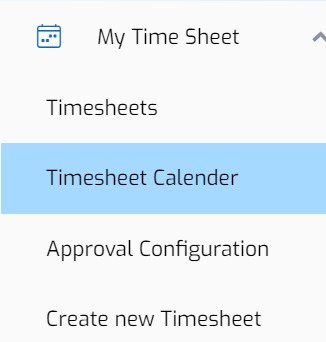 My Time Sheet
Timesheets
Timesheet Calender
Approval Configuration
Create new Timesheet